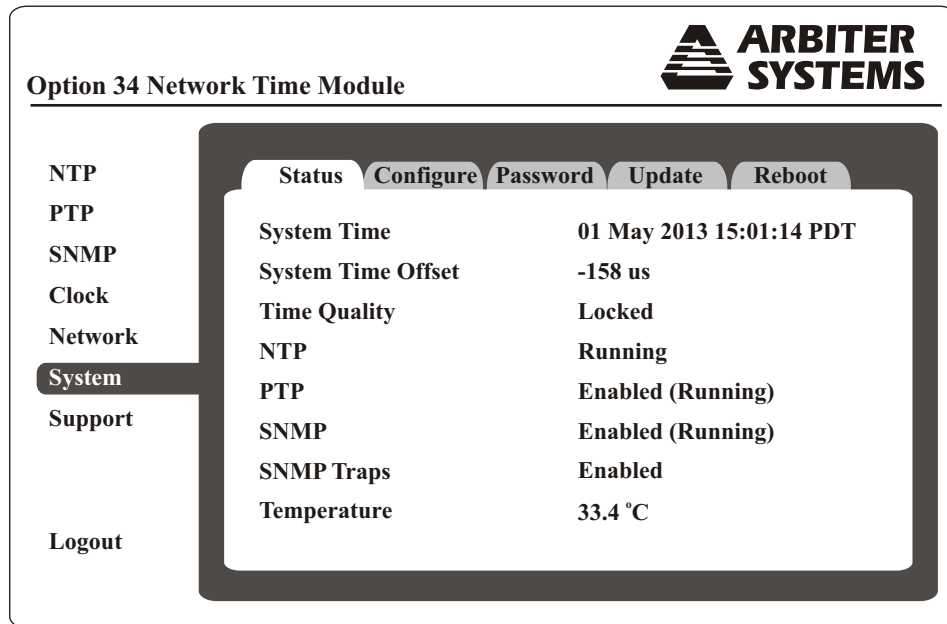 ARBITER
SYSTEMS
Option 34 Network Time Module
NTP
PTP
SNMP
Clock
Network
System
Support
Logout
Status Configure Password Update Reboot
System Time 01 May 2013 15:01:14 PDT
System Time Offset -158 us
Time Quality Locked
NTP Running
PTP Enabled (Running)
SNMP Enabled (Running)
SNMP Traps Enabled
Temperature 33.4 °C